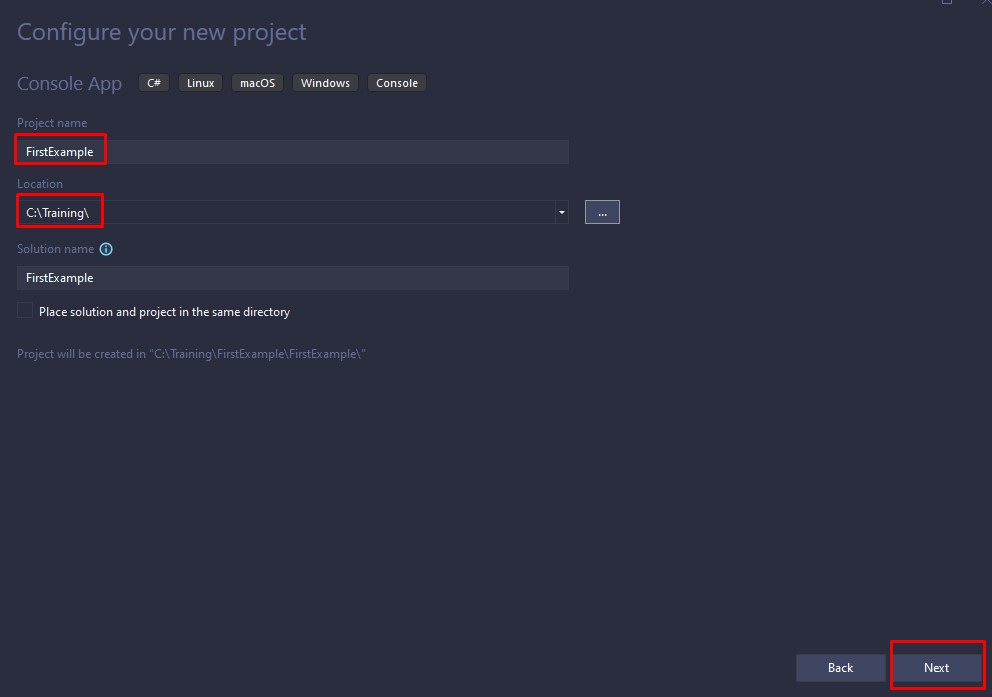 Configure your new project
Console App C# Linux macOS Windows Console
Project name
FirstExample
Location
C:\Training\
...
Solution name
FirstExample
Place solution and project in the same directory
Project will be created in "C:\Training\FirstExample\FirstExample\"
Back Next